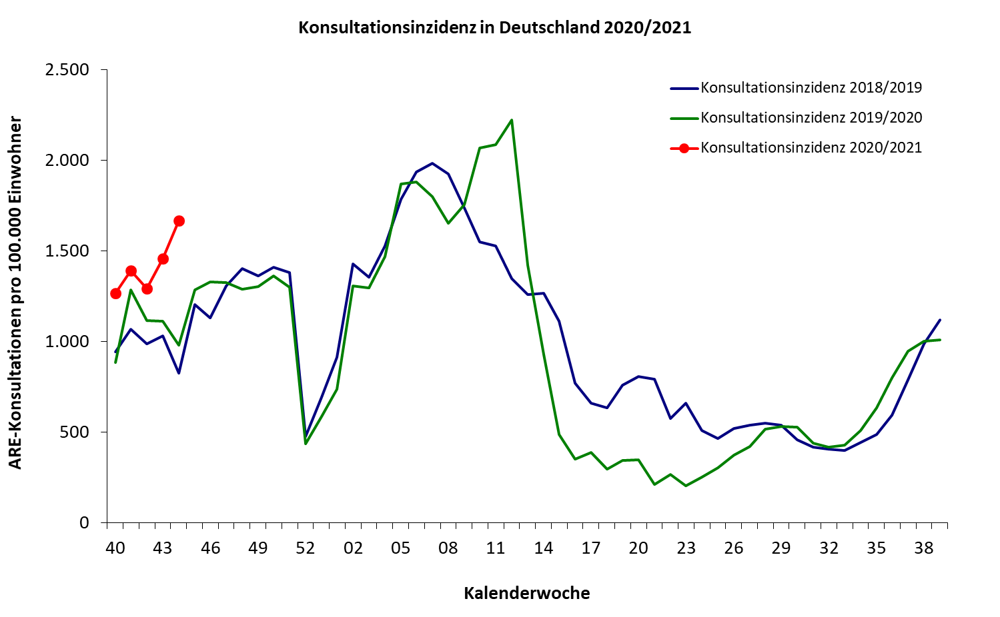 Konsultationsinzidenz in Deutschland 2020/2021
2.500
2.000
1.500
1.000
500
0
ARE-Konsultationen pro 100.000 Einwohner
Konsultationsinzidenz 2018/2019
Konsultationsinzidenz 2019/2020
Konsultationsinzidenz 2020/2021
40 43 46 49 52 02 05 08 11 14 17 20 23 26 29 32 35 38
Kalenderwoche